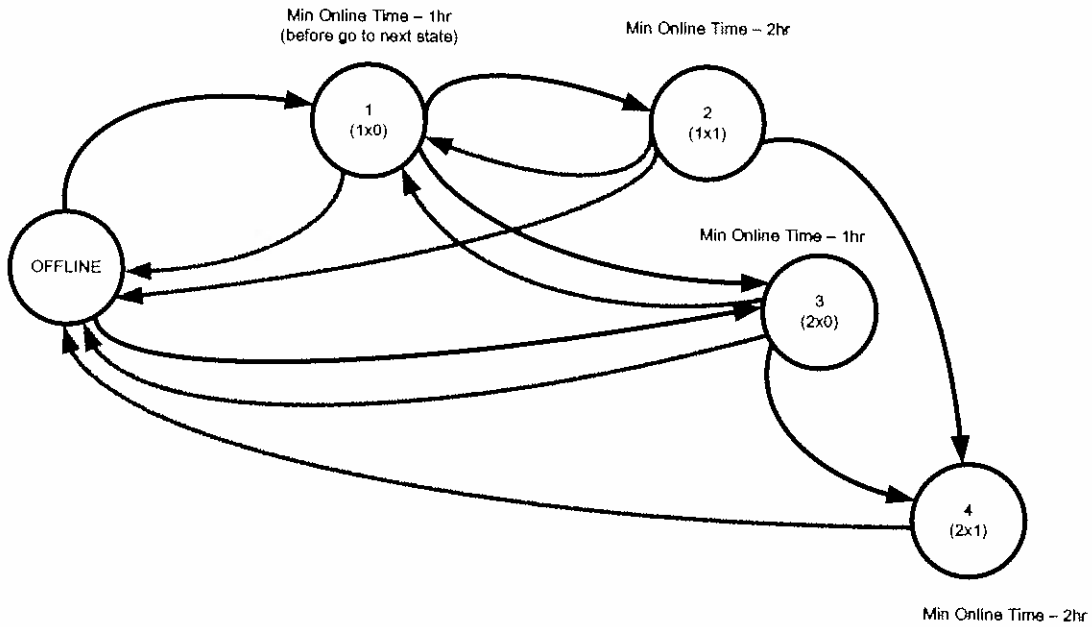 Min Online Time – 1hr
(before go to next state)
Min Online Time – 2hr
1
(1x0)
2
(1x1)
Min Online Time – 1hr
OFFLINE
3
(2x0)
4
(2x1)
Min Online Time – 2hr